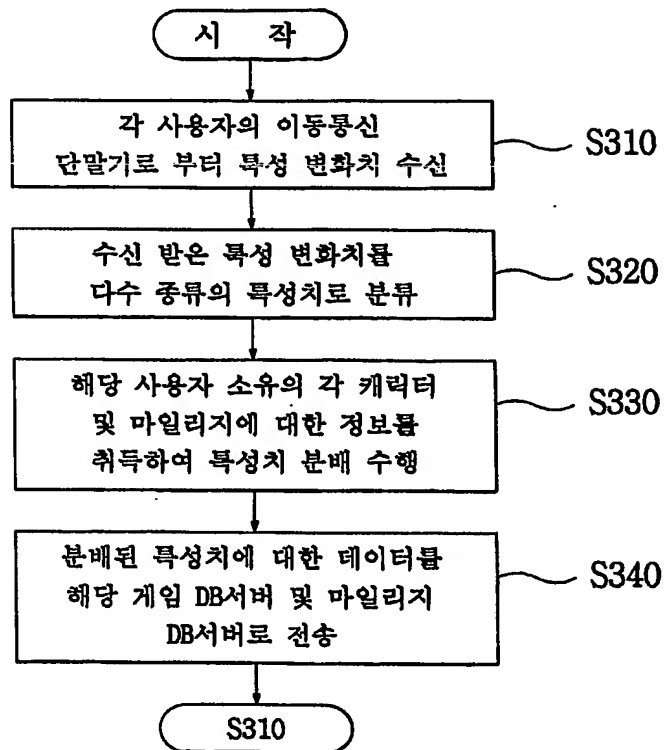 시 작
각 사용자의 이동통신
단말기로 부터 특성 변화치 수신
S310
수신 받은 특성 변화치를
다수 종류의 특성치로 분류
S320
해당 사용자 소유의 각 캐릭터
및 마일리지에 대한 정보를
취득하여 특성치 분배 수행
S330
분배된 특성치에 대한 데이터를
해당 게임 DB서버 및 마일리지
DB서버로 전송
S340
S310